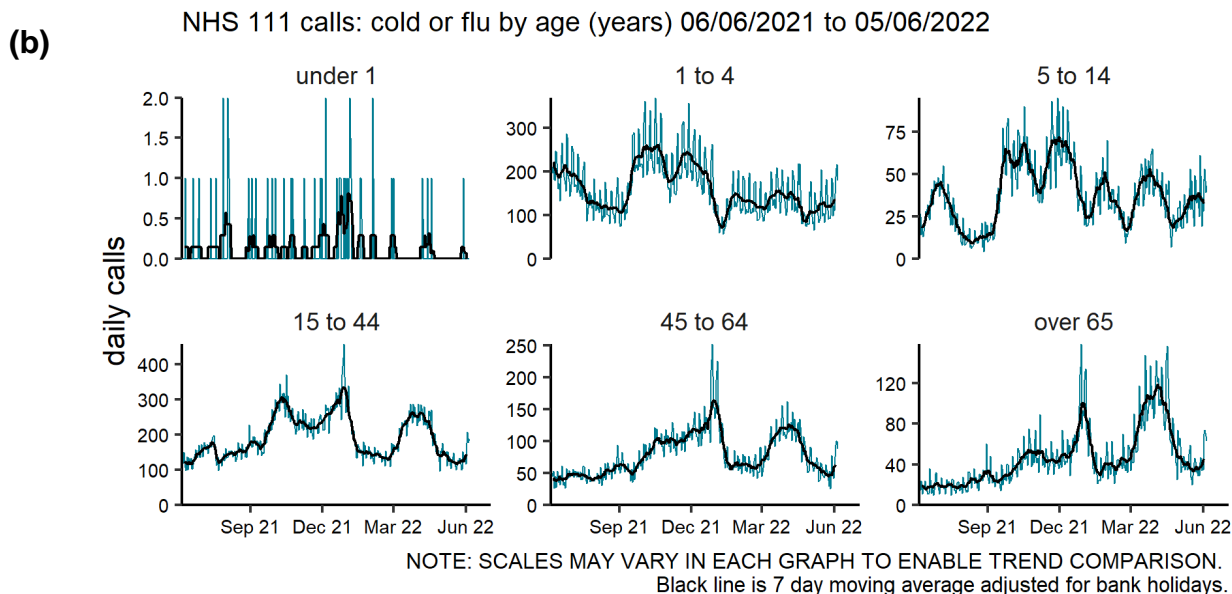 (b)
NHS 111 calls: cold or flu by age (years) 06/06/2021 to 05/06/2022
daily calls
under 1
2.0
1.5
1.0
0.5
0.0
1 to 4
300
200
100
0
5 to 14
75
50
25
0
15 to 44
400
300
200
100
0
Sep 21 Dec 21 Mar 22 Jun 22
45 to 64
250
200
150
100
50
0
Sep 21 Dec 21 Mar 22 Jun 22
over 65
120
80
40
0
Sep 21 Dec 21 Mar 22 Jun 22
NOTE: SCALES MAY VARY IN EACH GRAPH TO ENABLE TREND COMPARISON.
Black line is 7 day moving average adjusted for bank holidays.